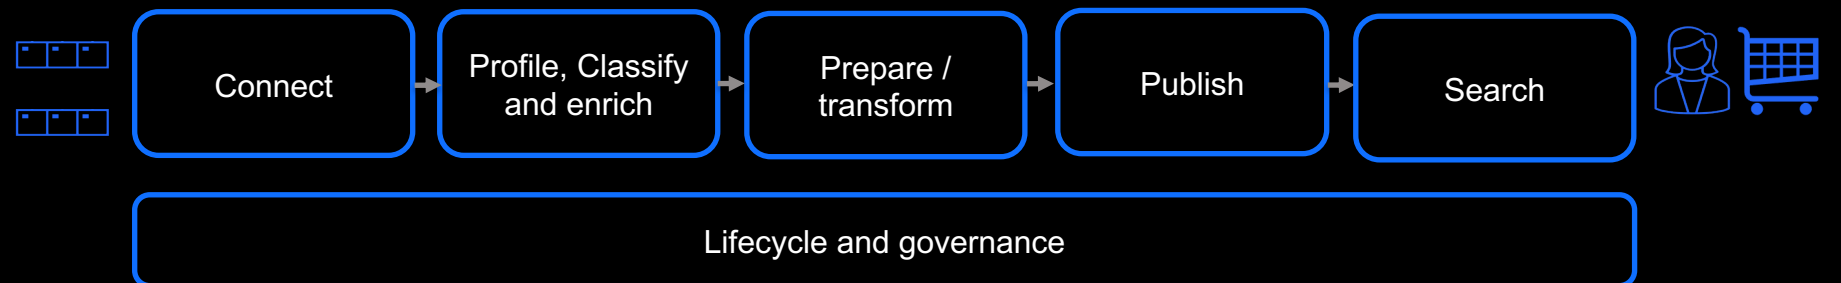 Connect
Profile, Classify
and enrich
Prepare /
transform
Publish
Search
Lifecycle and governance